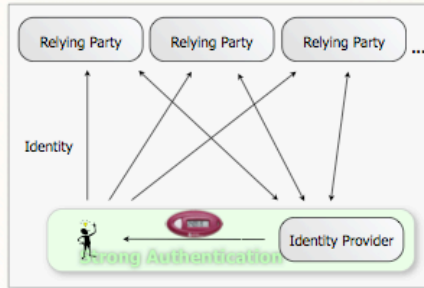 Relying Party
Relying Party
Relying Party
...
Identity
Identity Provider
Strong Authentication